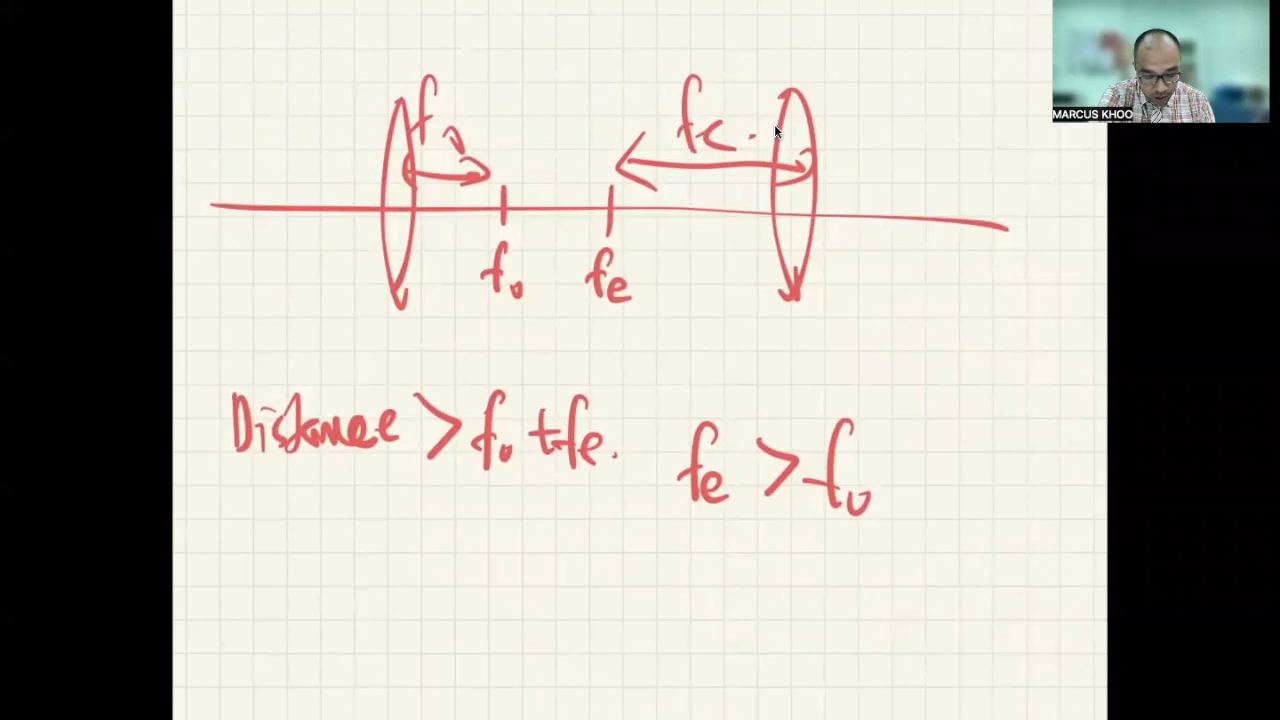 MARCUS KHOO
fo
fe.
fo
fe
Distance > fo + fe.
fe > fo